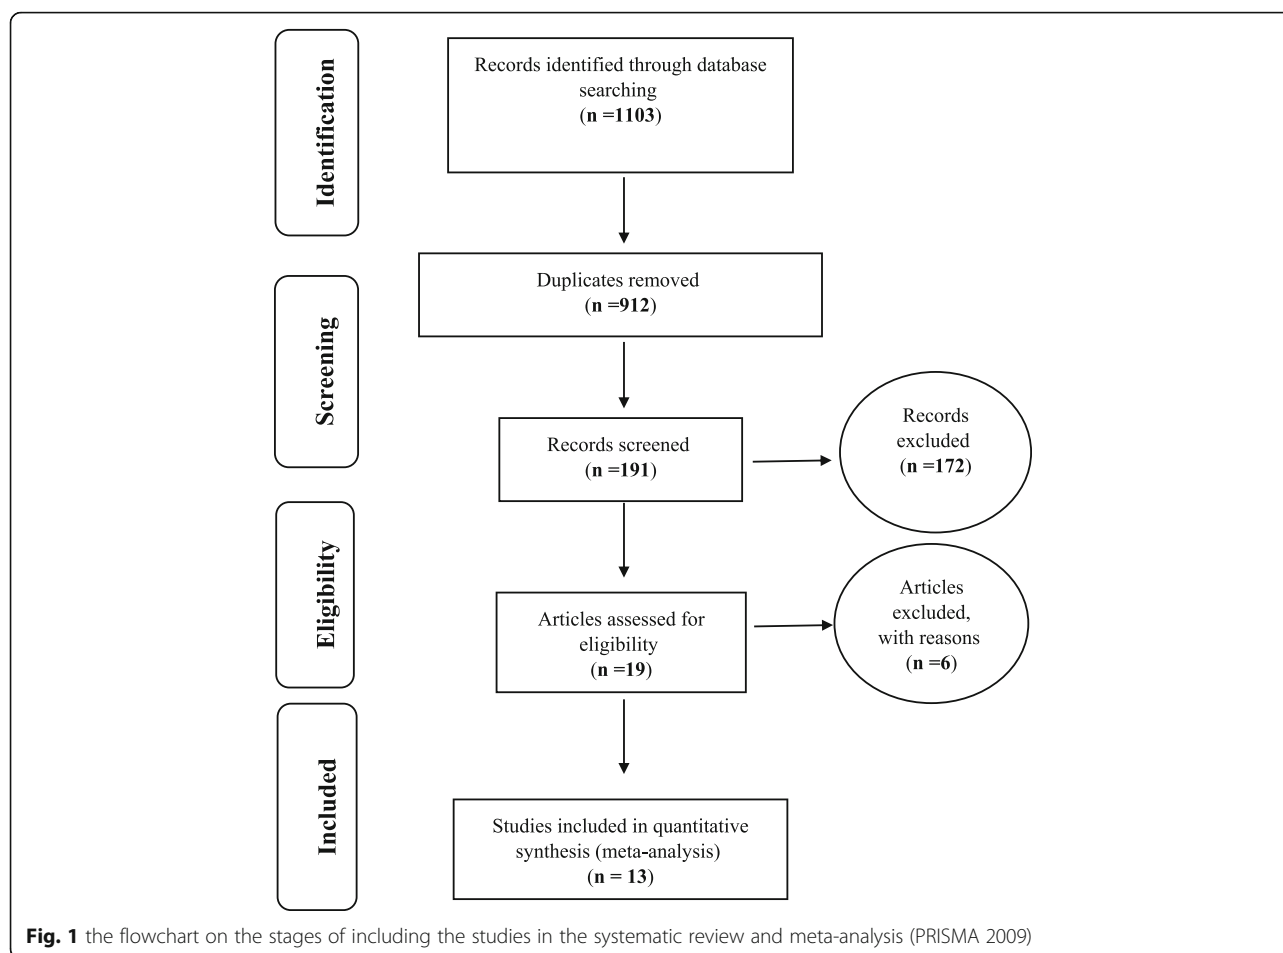 Identification
Records identified through database
searching
(n =1103)
Duplicates removed
(n =912)
Screening
Records screened
(n =191)
Records
excluded
(n =172)
Eligibility
Articles assessed for
eligibility
(n =19)
Articles
excluded,
with reasons
(n =6)
Included
Studies included in quantitative
synthesis (meta-analysis)
(n = 13)
Fig. 1 the flowchart on the stages of including the studies in the systematic review and meta-analysis (PRISMA 2009)